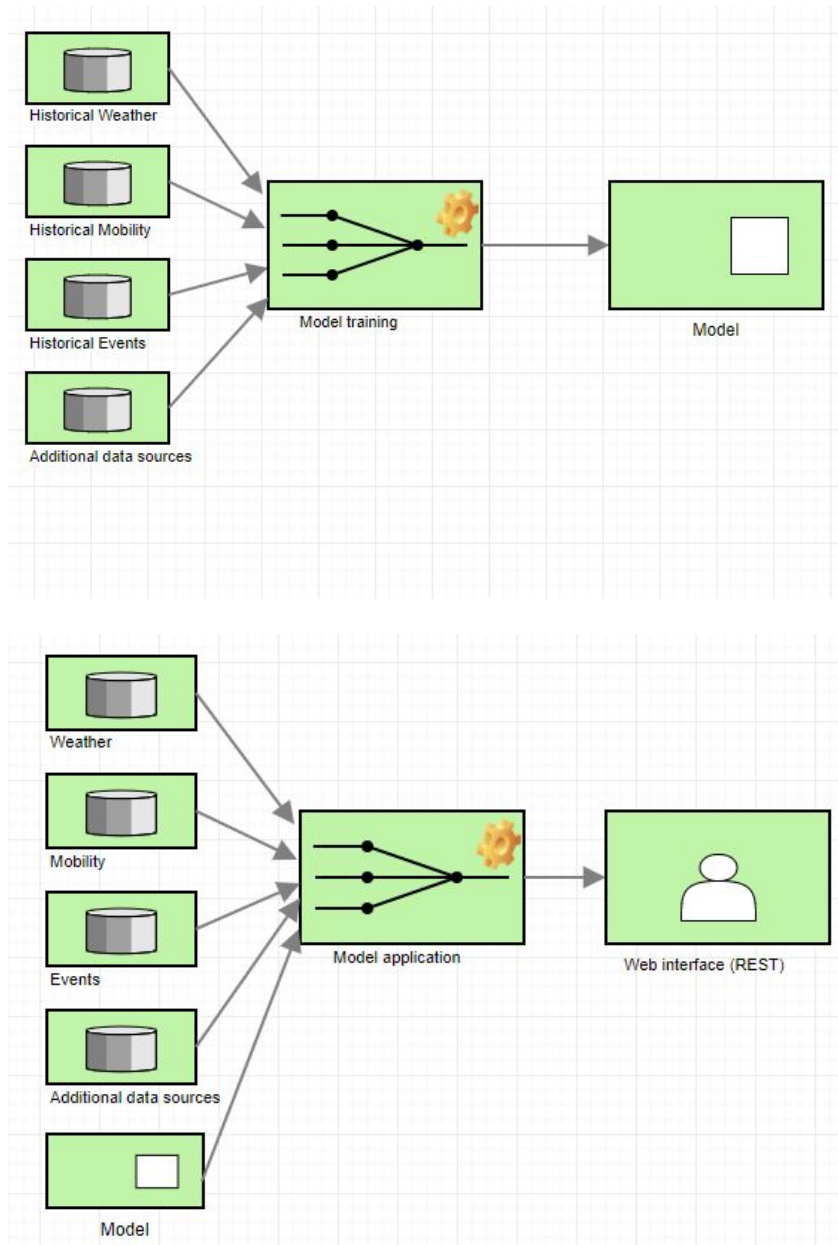 Historical Weather
Historical Mobility
Historical Events
Additional data sources
Model training
Model
Weather
Mobility
Events
Additional data sources
Model
Model application
Web interface (REST)